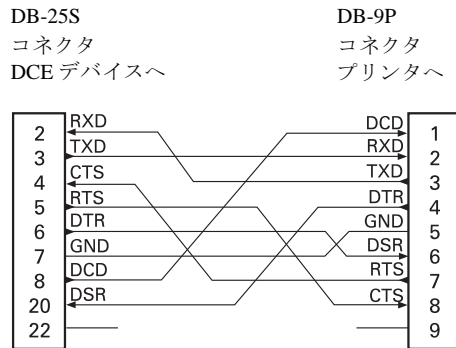 DB-25S
コネクタ
DCE デバイスへ
DB-9P
コネクタ
プリンタへ
2 RXD
3 TXD
4 CTS
5 RTS
6 DTR
7 GND
8 DCD
20 DSR
22
DCD 1
RXD 2
TXD 3
DTR 4
GND 5
DSR 6
RTS 7
CTS 8
9